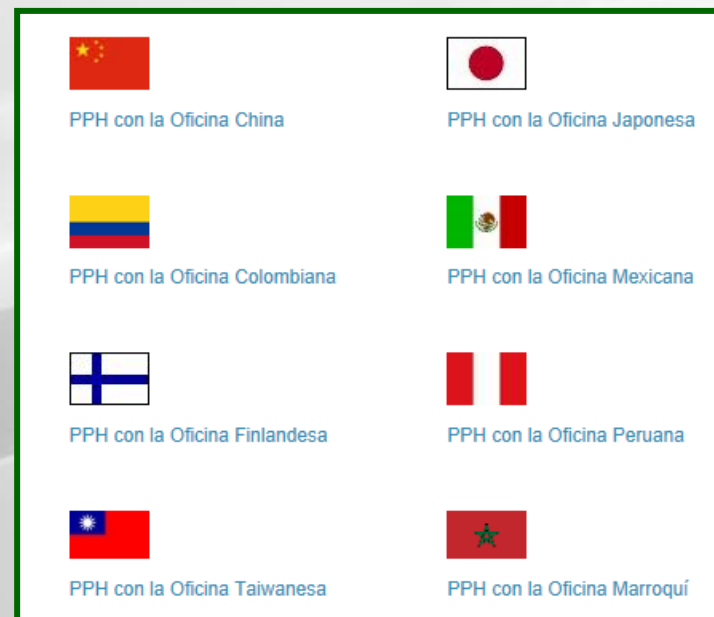 PPH con la Oficina China
PPH con la Oficina Japonesa
PPH con la Oficina Colombiana
PPH con la Oficina Mexicana
PPH con la Oficina Finlandesa
PPH con la Oficina Peruana
PPH con la Oficina Taiwanesa
PPH con la Oficina Marroquí